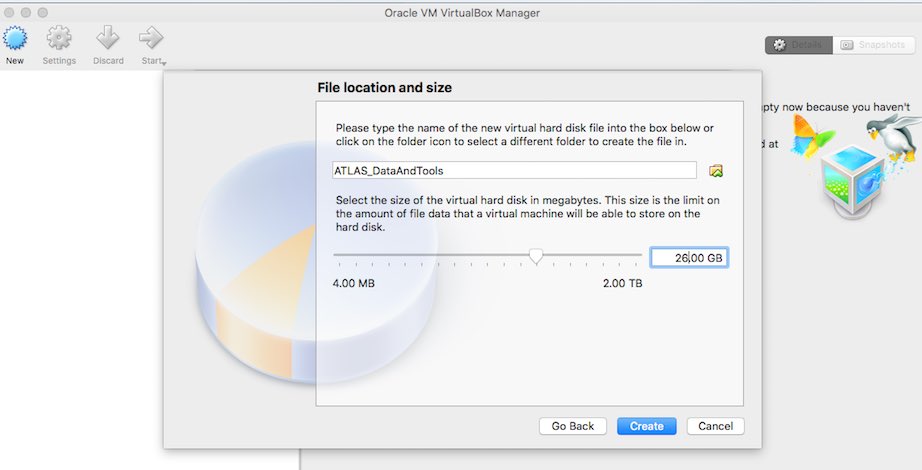 Oracle VM VirtualBox Manager
New
Settings
Discard
Start
Details
Snapshots
pty now because you haven't
d at
File location and size
Please type the name of the new virtual hard disk file into the box below or
click on the folder icon to select a different folder to create the file in.
ATLAS_DataAndTools
Select the size of the virtual hard disk in megabytes. This size is the limit on
the amount of file data that a virtual machine will be able to store on the
hard disk.
26.00 GB
4.00 MB
2.00 TB
Go Back
Create
Cancel